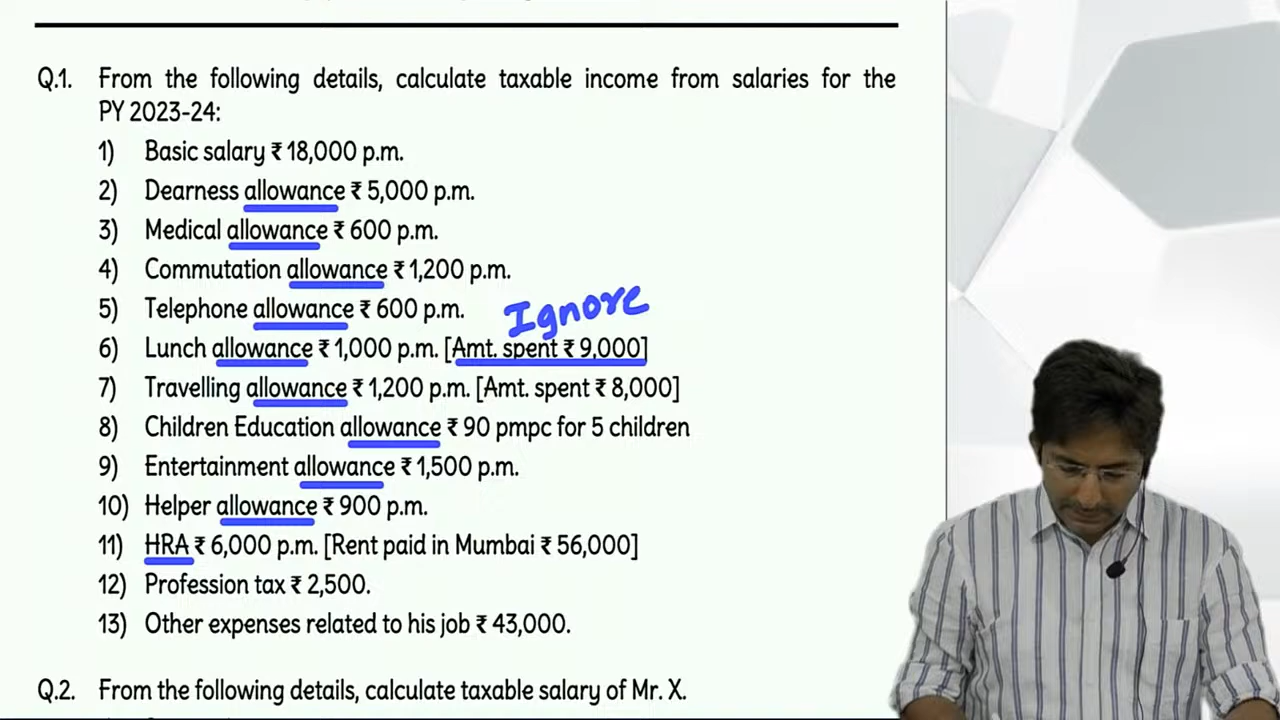 Q.1. From the following details, calculate taxable income from salaries for the
PY 2023-24:
1) Basic salary ₹ 18,000 p.m.
2) Dearness allowance ₹ 5,000 p.m.
3) Medical allowance ₹ 600 p.m.
4) Commutation allowance ₹ 1,200 p.m.
5) Telephone allowance ₹ 600 p.m.
Ignore
6) Lunch allowance ₹ 1,000 p.m. [Amt. spent ₹ 9,000]
7) Travelling allowance ₹ 1,200 p.m. [Amt. spent ₹ 8,000]
8) Children Education allowance ₹ 90 pmpc for 5 children
9) Entertainment allowance ₹ 1,500 p.m.
10) Helper allowance ₹ 900 p.m.
11) HRA ₹ 6,000 p.m. [Rent paid in Mumbai ₹ 56,000]
12) Profession tax ₹ 2,500.
13) Other expenses related to his job ₹ 43,000.
Q.2. From the following details, calculate taxable salary of Mr. X.